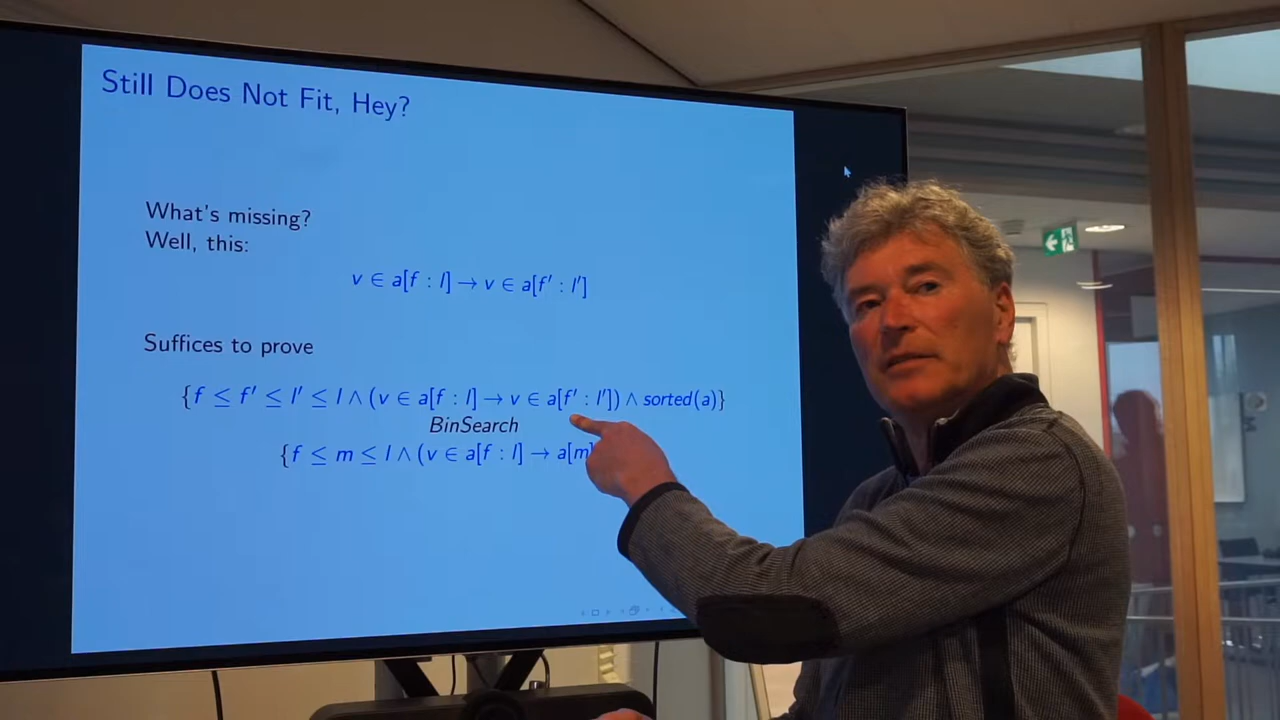 Still Does Not Fit, Hey?
What's missing?
Well, this:
v ∈ a[f : l] → v ∈ a[f′ : l′]
Suffices to prove
{f ≤ f′ ≤ l′ ≤ l ∧ (v ∈ a[f : l] → v ∈ a[f′ : l′]) ∧ sorted(a)}
BinSearch
{f ≤ m ≤ l ∧ (v ∈ a[f : l] → a[m]